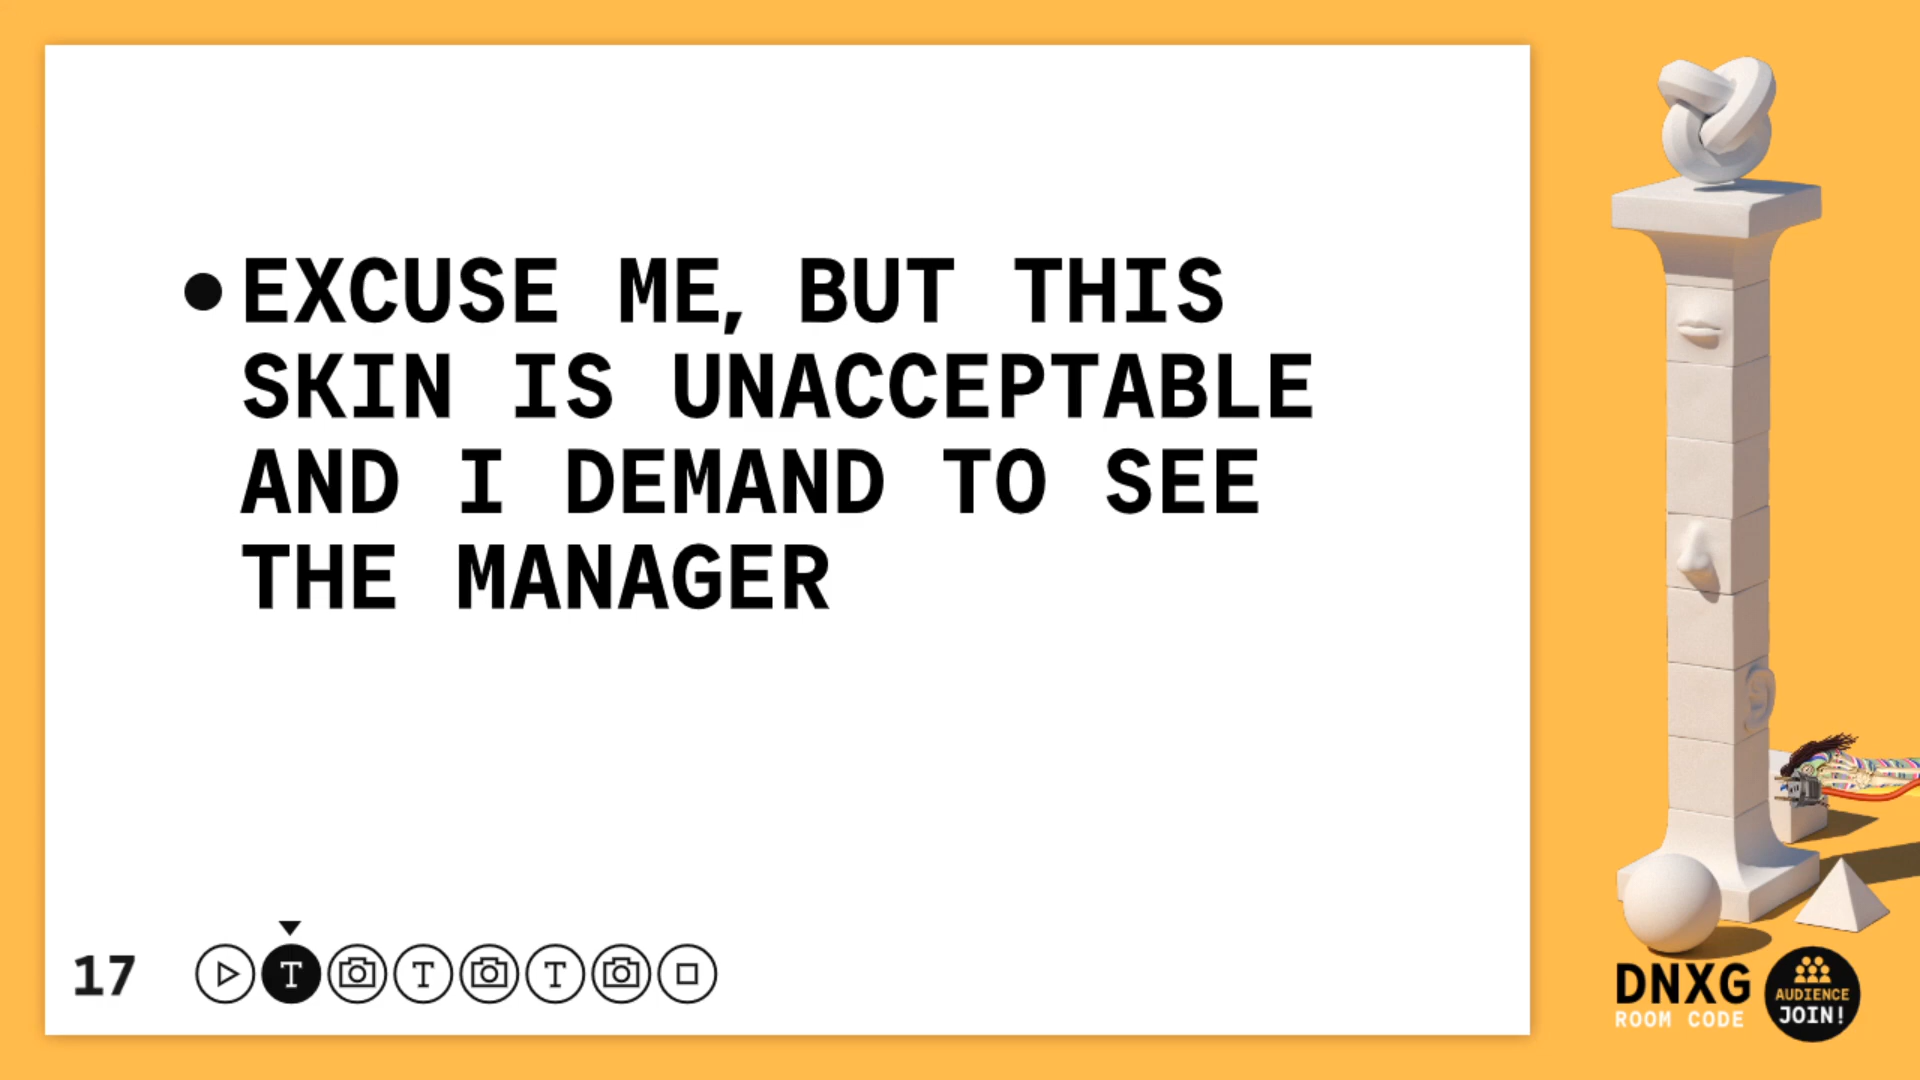 • EXCUSE ME, BUT THIS
SKIN IS UNACCEPTABLE
AND I DEMAND TO SEE
THE MANAGER
17
T T T
DNXG
ROOM CODE
AUDIENCE
JOIN!